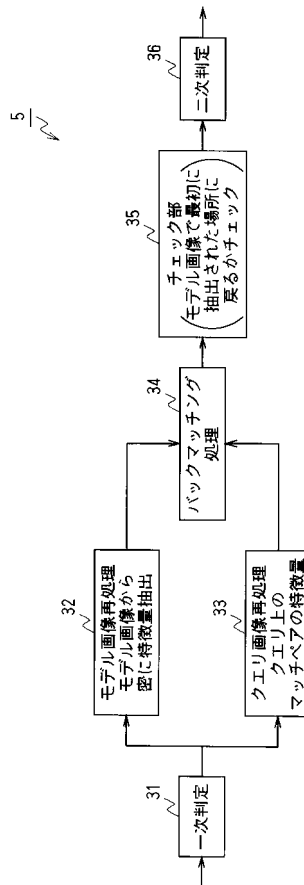 5
31
一次判定
32
モデル画像再処理
モデル画像から
密に特徴量抽出
33
クエリ画像再処理
クエリ上の
マッチペアの特徴量
34
バックマッチング
処理
35
チェック部
(モデル画像で最初に
抽出された場所に
戻るかチェック)
36
二次判定